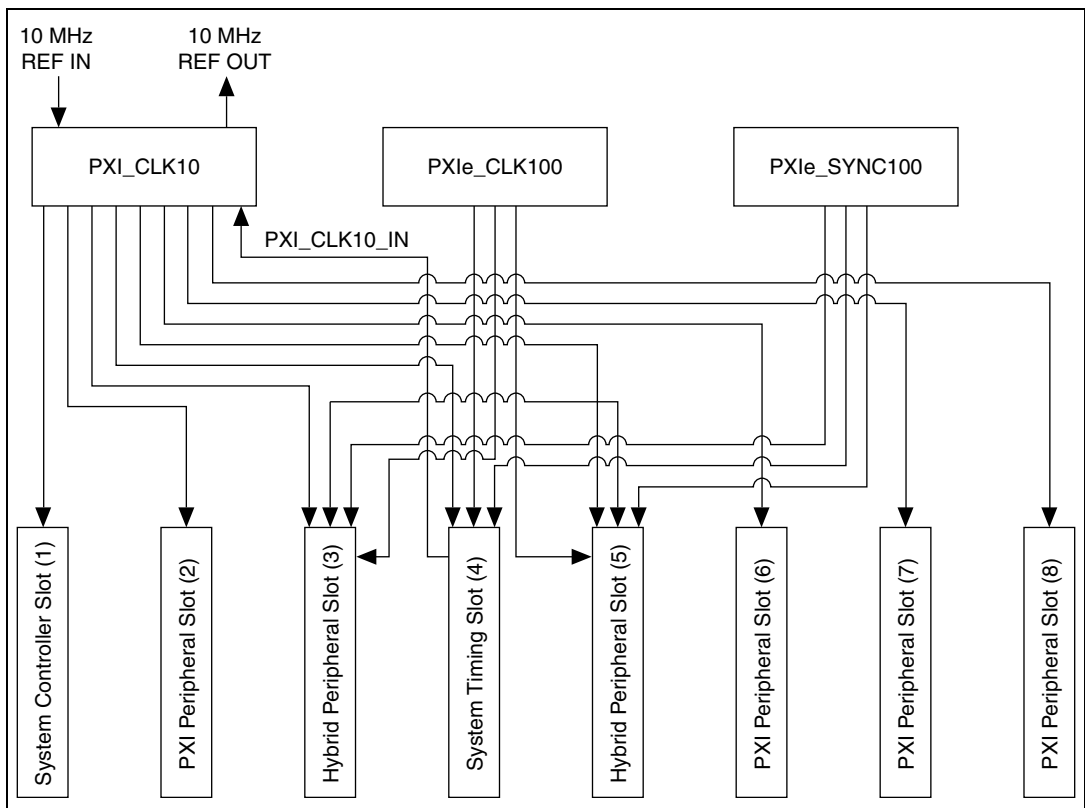 10 MHz
REF IN
10 MHz
REF OUT
PXI_CLK10
PXIe_CLK100
PXIe_SYNC100
PXI_CLK10_IN
System Controller Slot (1)
PXI Peripheral Slot (2)
Hybrid Peripheral Slot (3)
System Timing Slot (4)
Hybrid Peripheral Slot (5)
PXI Peripheral Slot (6)
PXI Peripheral Slot (7)
PXI Peripheral Slot (8)